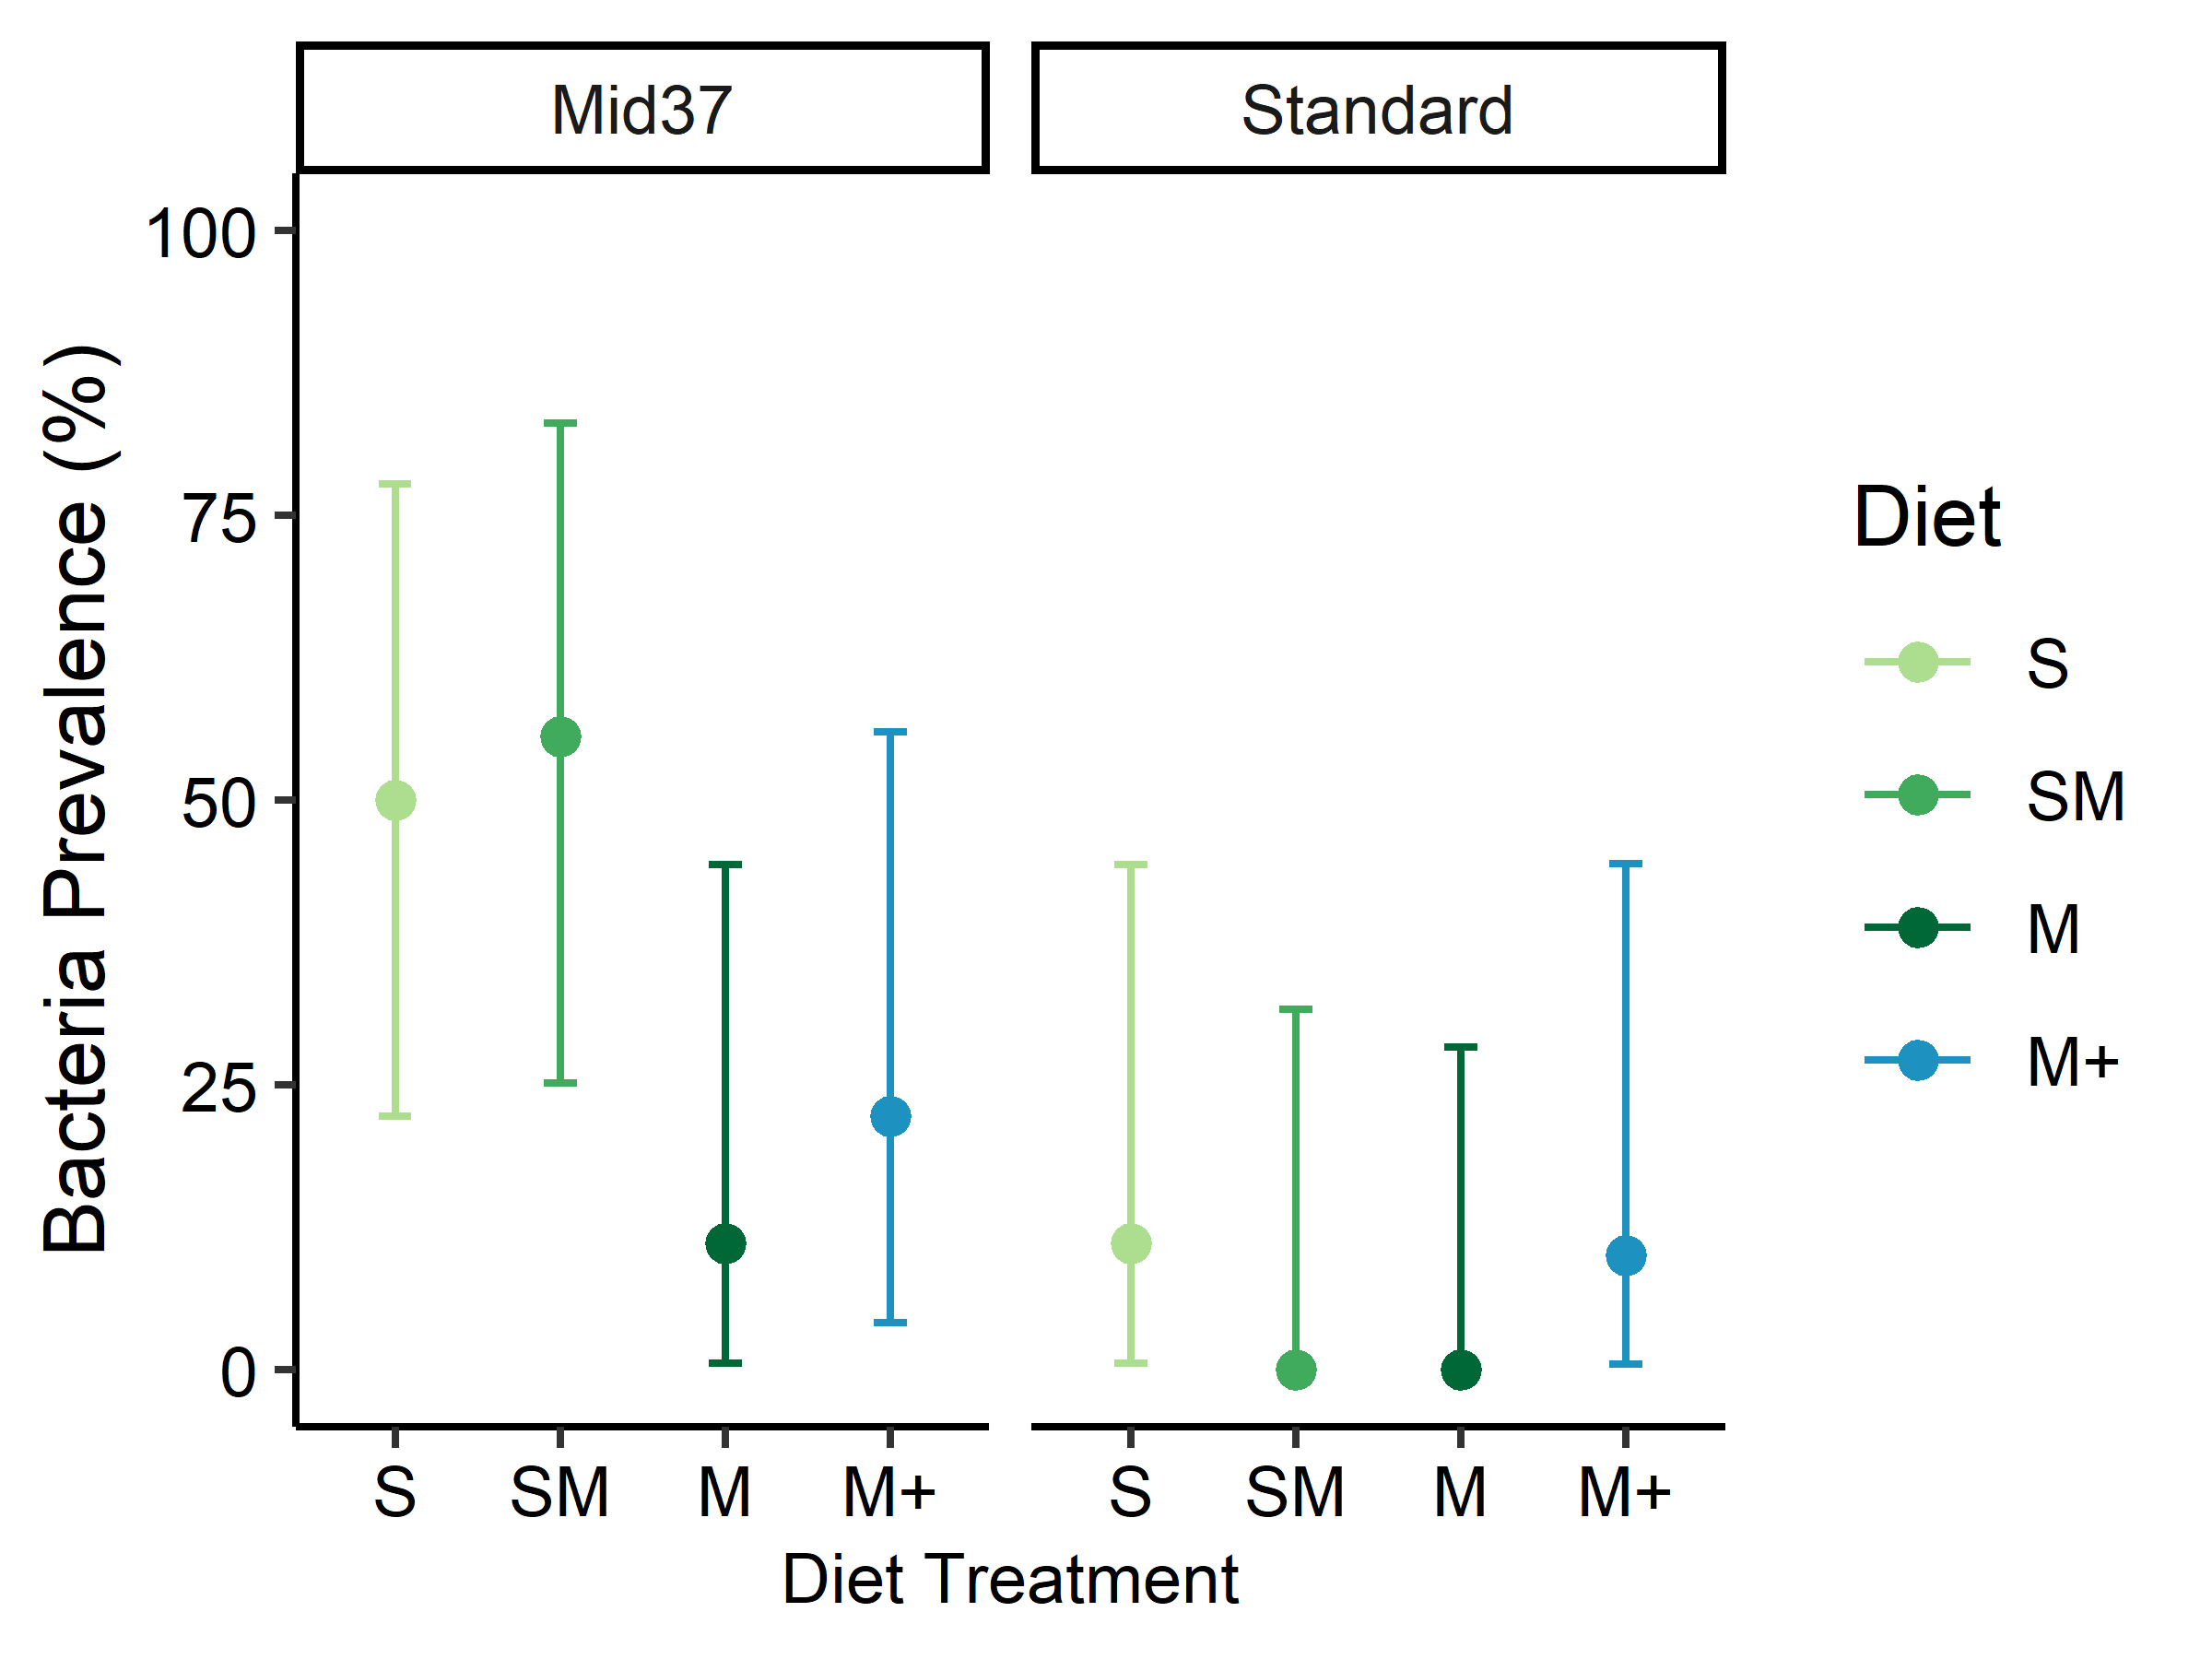 Mid37
Standard
Bacteria Prevalence (%)
100
75
50
25
0
S SM M M+
S SM M M+
Diet Treatment
Diet
S
SM
M
M+